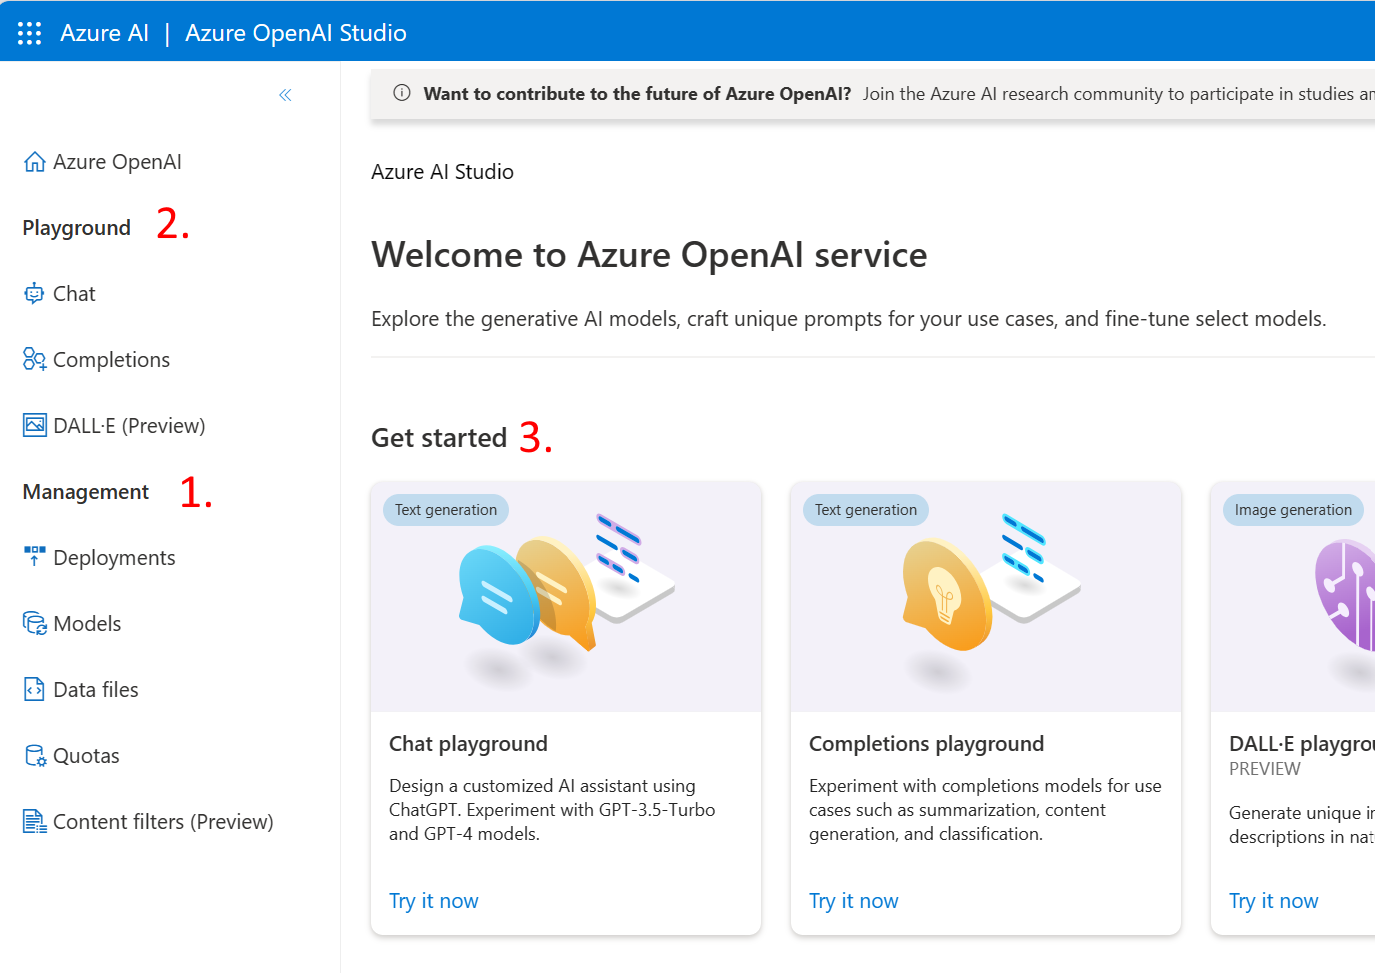 Azure AI | Azure OpenAI Studio
Want to contribute to the future of Azure OpenAI? Join the Azure AI research community to participate in studies
Azure OpenAI
Playground 2.
Chat
Completions
DALL·E (Preview)
Management 1.
Deployments
Models
Data files
Quotas
Content filters (Preview)
Azure AI Studio
Welcome to Azure OpenAI service
Explore the generative AI models, craft unique prompts for your use cases, and fine-tune select models.
Get started 3.
Text generation
Chat playground
Design a customized AI assistant using
ChatGPT. Experiment with GPT-3.5-Turbo
and GPT-4 models.
Try it now
Text generation
Completions playground
Experiment with completions models for use
cases such as summarization, content
generation, and classification.
Try it now
Image generation
DALL·E
PREVIEW
Generate unique
descriptions in
Try it now